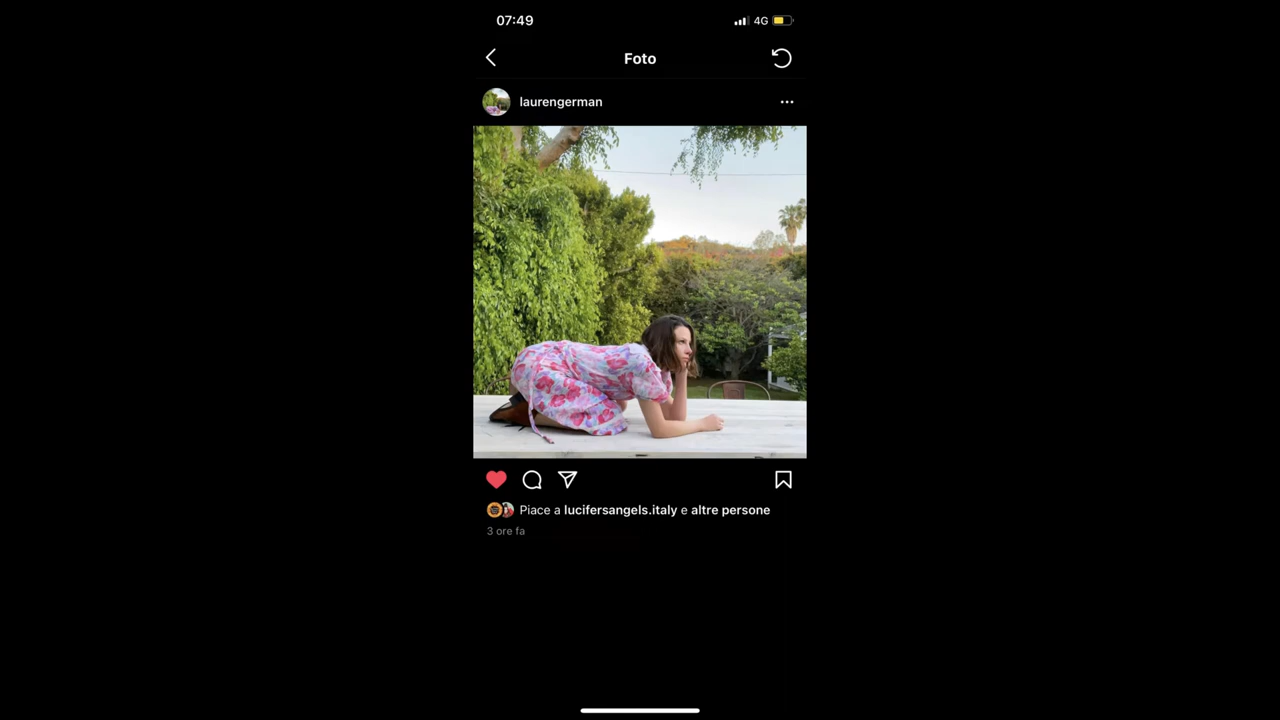 07:49 4G
Foto
laurengerman
Piace a lucifersangels.italy e altre persone
3 ore fa